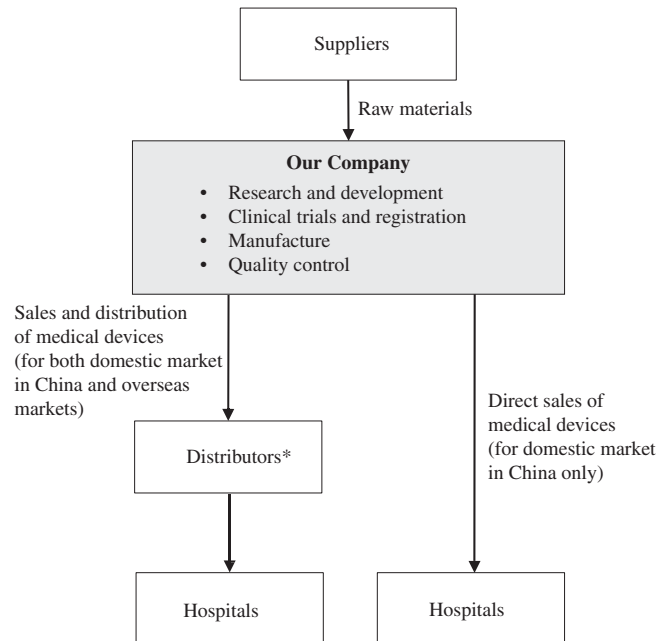 Suppliers
Raw materials
Our Company
• Research and development
• Clinical trials and registration
• Manufacture
• Quality control
Sales and distribution
of medical devices
(for both domestic market
in China and overseas
markets)
Direct sales of
medical devices
(for domestic market
in China only)
Distributors*
Hospitals
Hospitals